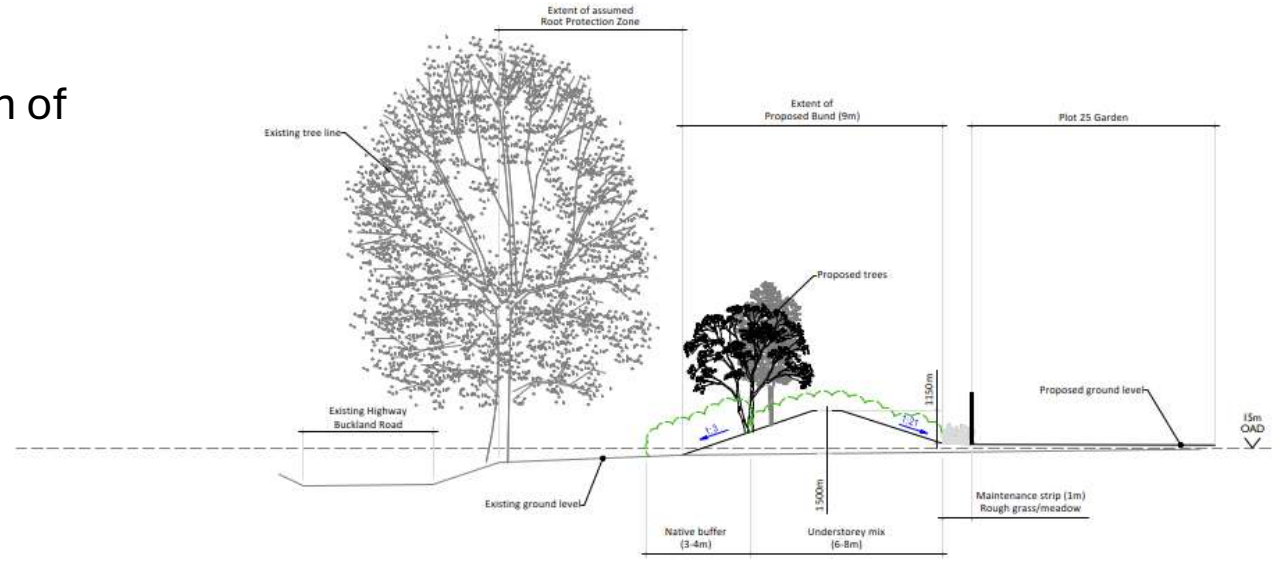 n of
Extent of assumed
Root Protection Zone
Extent of
Proposed Bund (9m)
Plot 25 Garden
Existing tree line
Proposed trees
1150m
Proposed ground level
Existing Highway
Buckland Road
1:3
15m
OAD
Existing ground level
1500m
Maintenance strip (1m)
Rough grass/meadow
Native buffer
(3-4m)
Understorey mix
(6-8m)